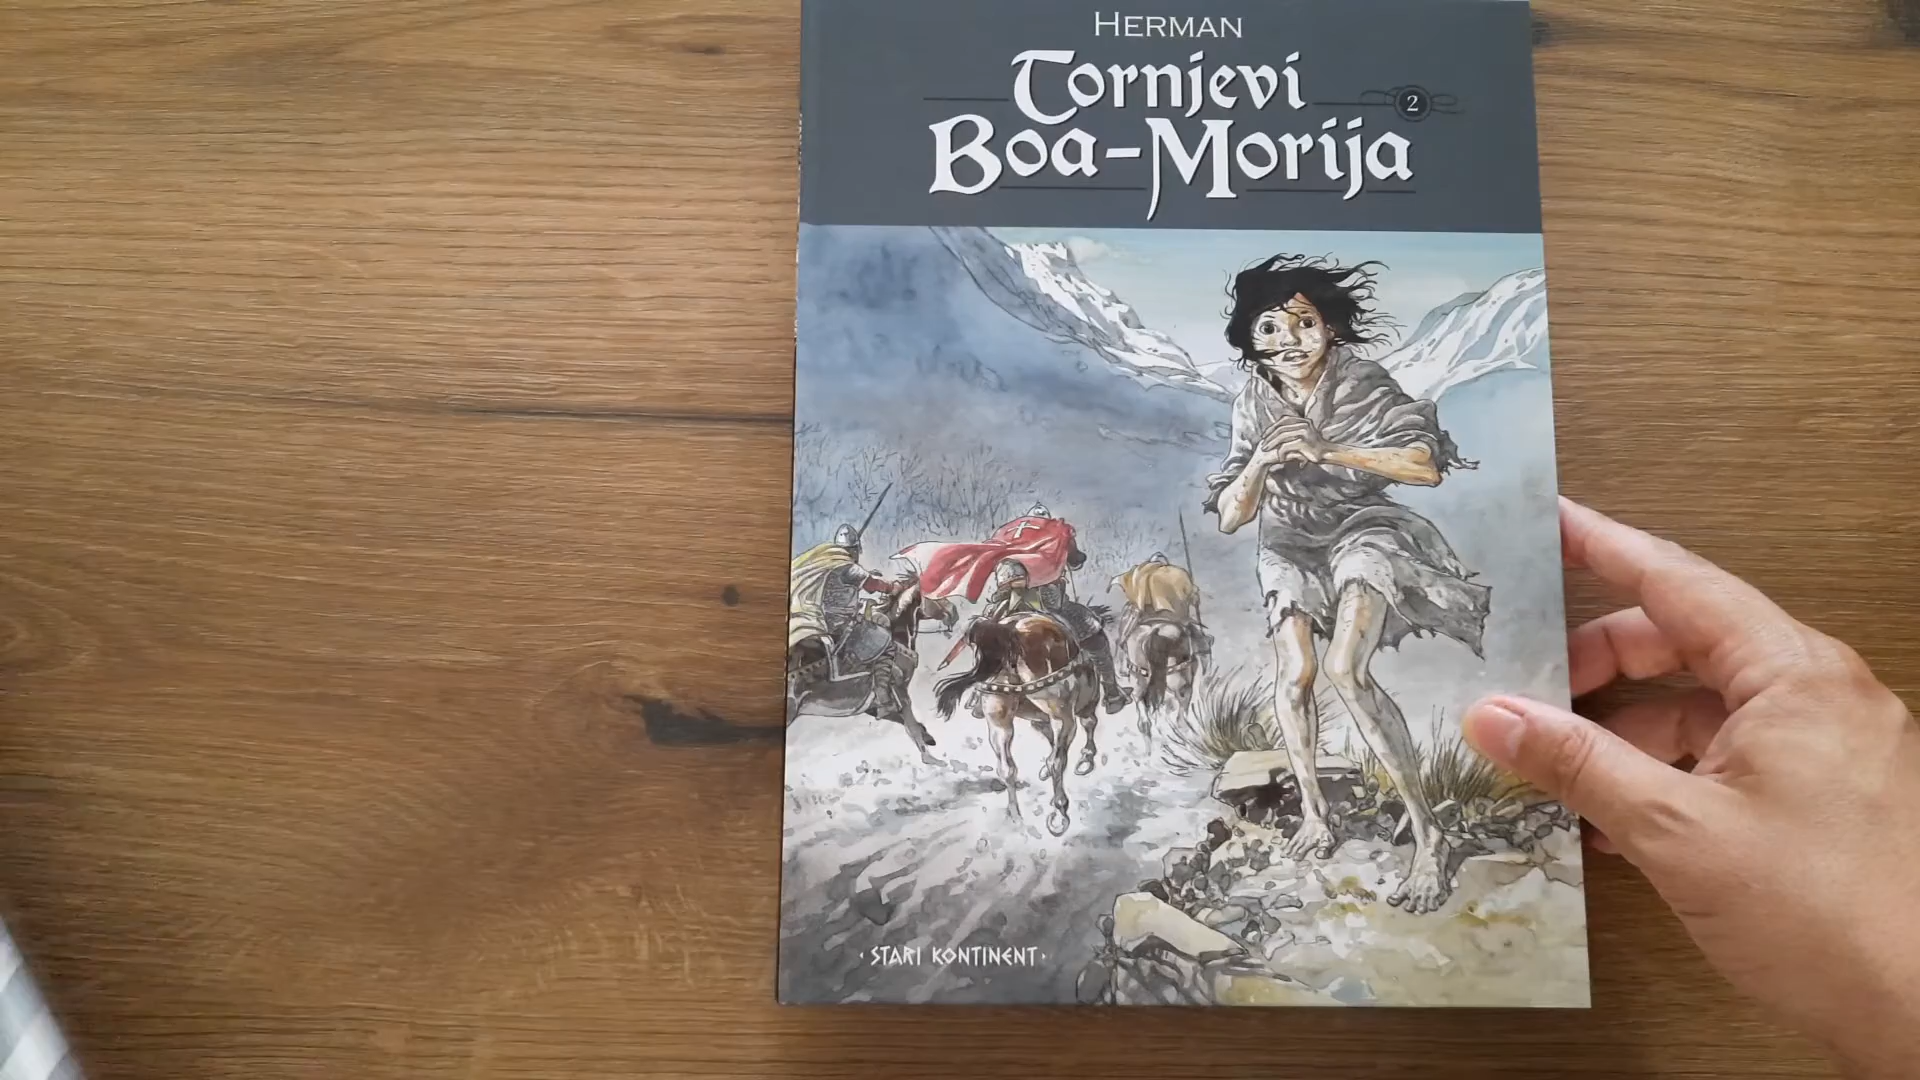 HERMAN
Tornjevi
2
Boa-Morija
• STARI KONTINENT •